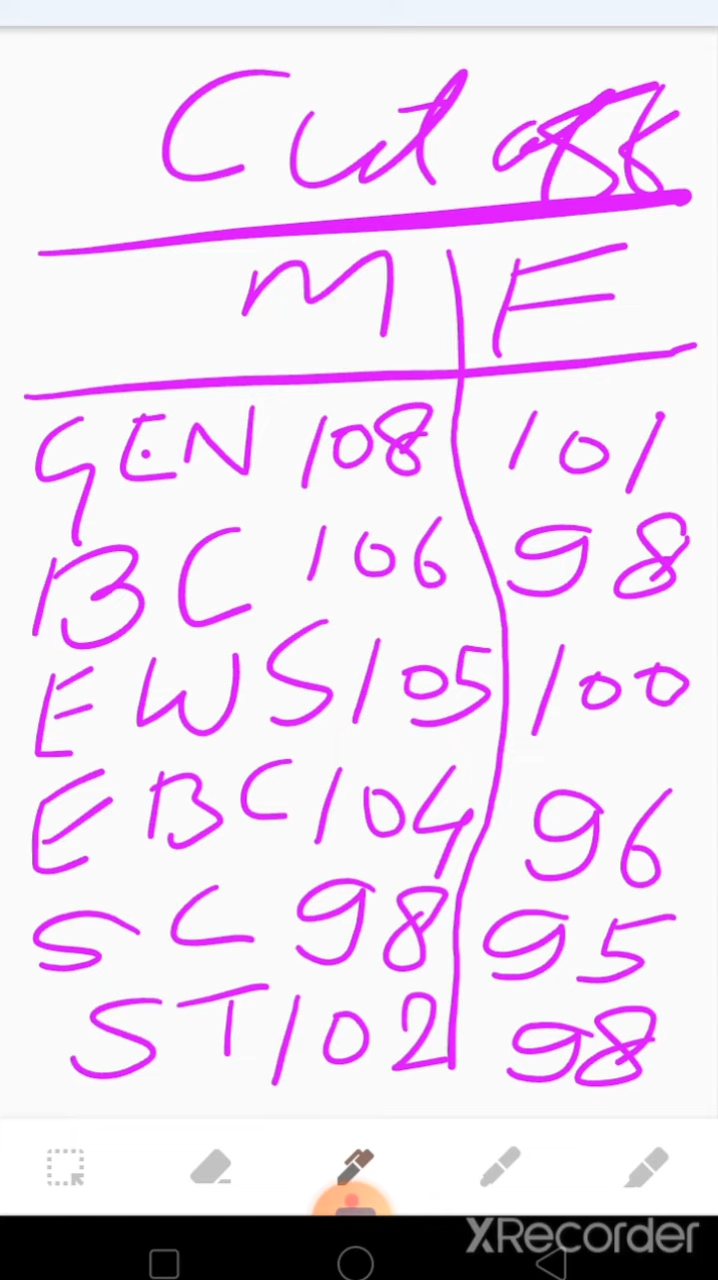 Cut off
M F
GEN 108 101
BC 106 98
EWS 105 100
EBC 104 96
SC 98 95
ST 102 98
XRecorder